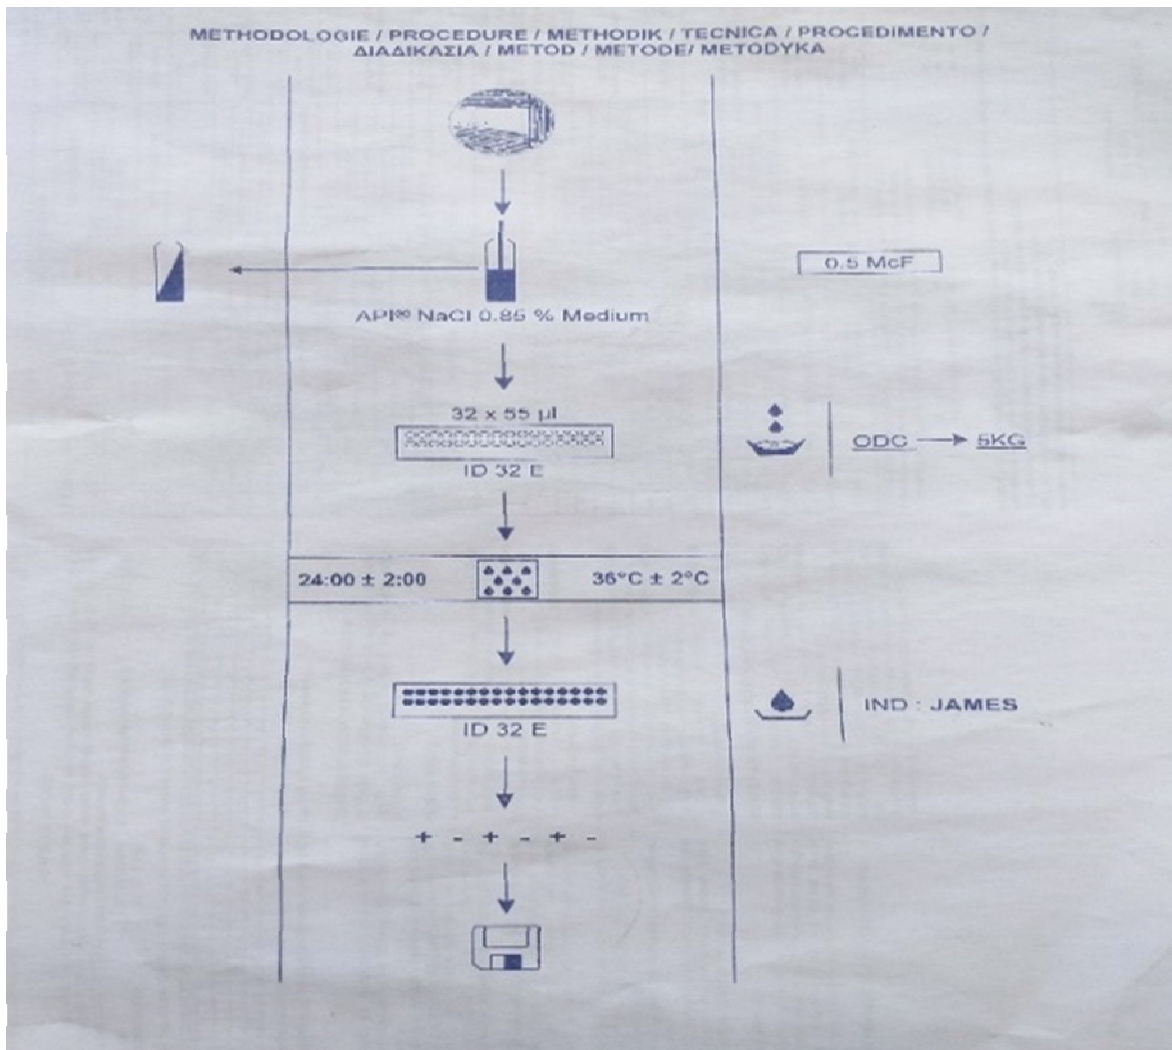 METHODOLOGIE / PROCEDURE / METHODIK / TECNICA / PROCEDIMENTO /
ΔΙΑΔΙΚΑΣΙΑ / METOD / METODE/ METODYKA
0.5 McF
API® NaCl 0.85 % Medium
32 x 55 µl
ODC → 5KG
ID 32 E
24:00 ± 2:00 36°C ± 2°C
IND : JAMES
ID 32 E
+ - + - + -